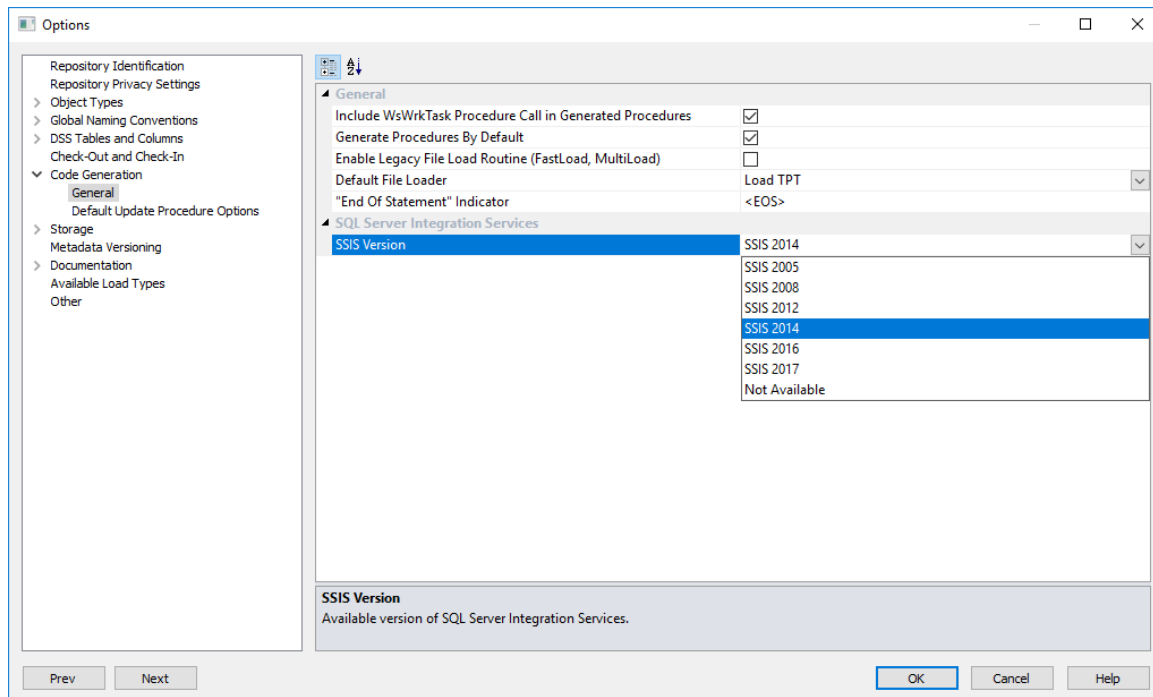 Options
Repository Identification
Repository Privacy Settings
Object Types
Global Naming Conventions
DSS Tables and Columns
Check-Out and Check-In
Code Generation
General
Default Update Procedure Options
Storage
Metadata Versioning
Documentation
Available Load Types
Other
General
Include WsWrkTask Procedure Call in Generated Procedures
Generate Procedures By Default
Enable Legacy File Load Routine (FastLoad, MultiLoad)
Default File Loader Load TPT
"End Of Statement" Indicator <EOS>
SQL Server Integration Services
SSIS Version SSIS 2014
SSIS 2005
SSIS 2008
SSIS 2012
SSIS 2014
SSIS 2016
SSIS 2017
Not Available
SSIS Version
Available version of SQL Server Integration Services.
Prev Next OK Cancel Help